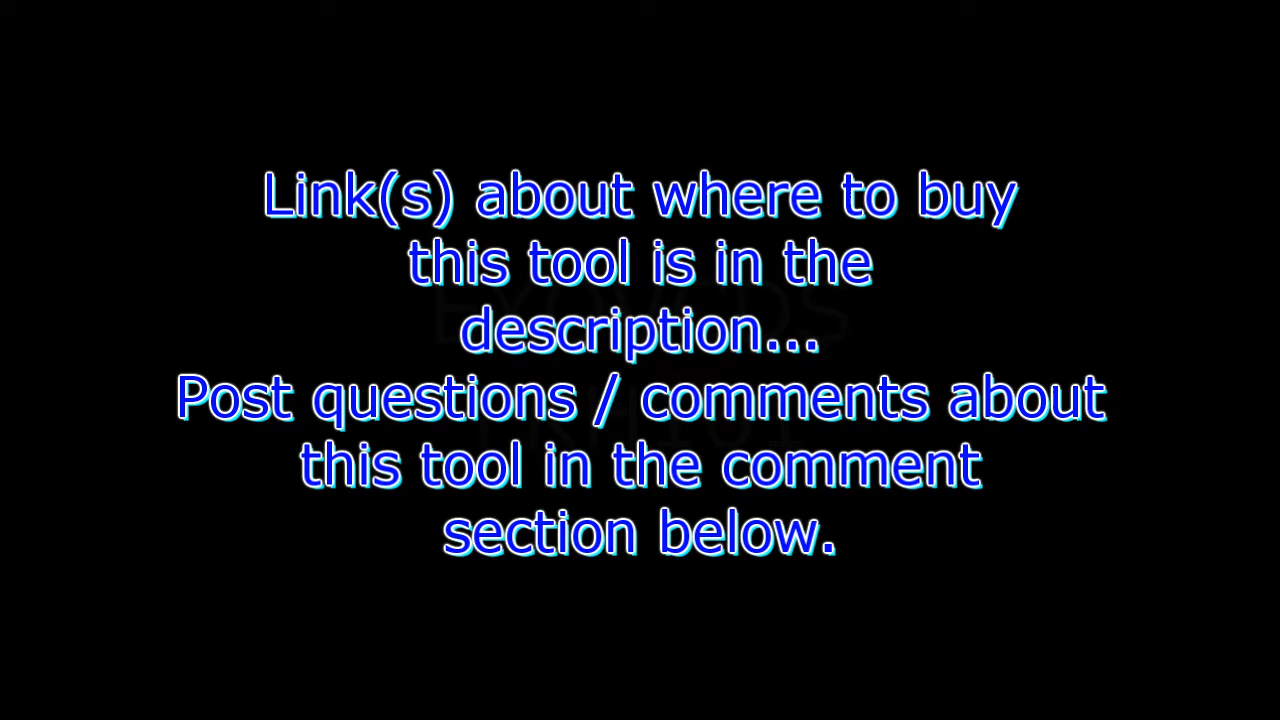 Link(s) about where to buy
this tool is in the
description...
Post questions / comments about
this tool in the comment
section below.